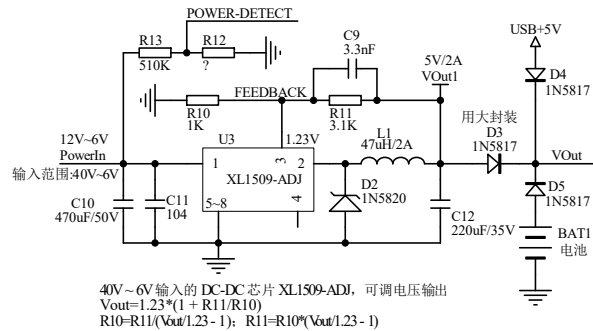 POWER-DETECT
R13
510K
R12
?
C9
3.3nF
5V/2A
VOut1
USB+5V
D4
1N5817
FEEDBACK
R10
1K
R11
3.1K
U3
1.23V
L1
47uH/2A
用大封装
D3
1N5817
VOut
12V~6V
PowerIn
输入范围:40V~6V
1
3
2
XL1509-ADJ
5~8
4
D2
1N5820
D5
1N5817
C10
470uF/50V
C11
104
C12
220uF/35V
BAT1
电池
40V~6V输入的DC-DC芯片XL1509-ADJ，可调电压输出
Vout=1.23*(1 + R11/R10)
R10=R11/(Vout/1.23 - 1)；R11=R10*(Vout/1.23 - 1)